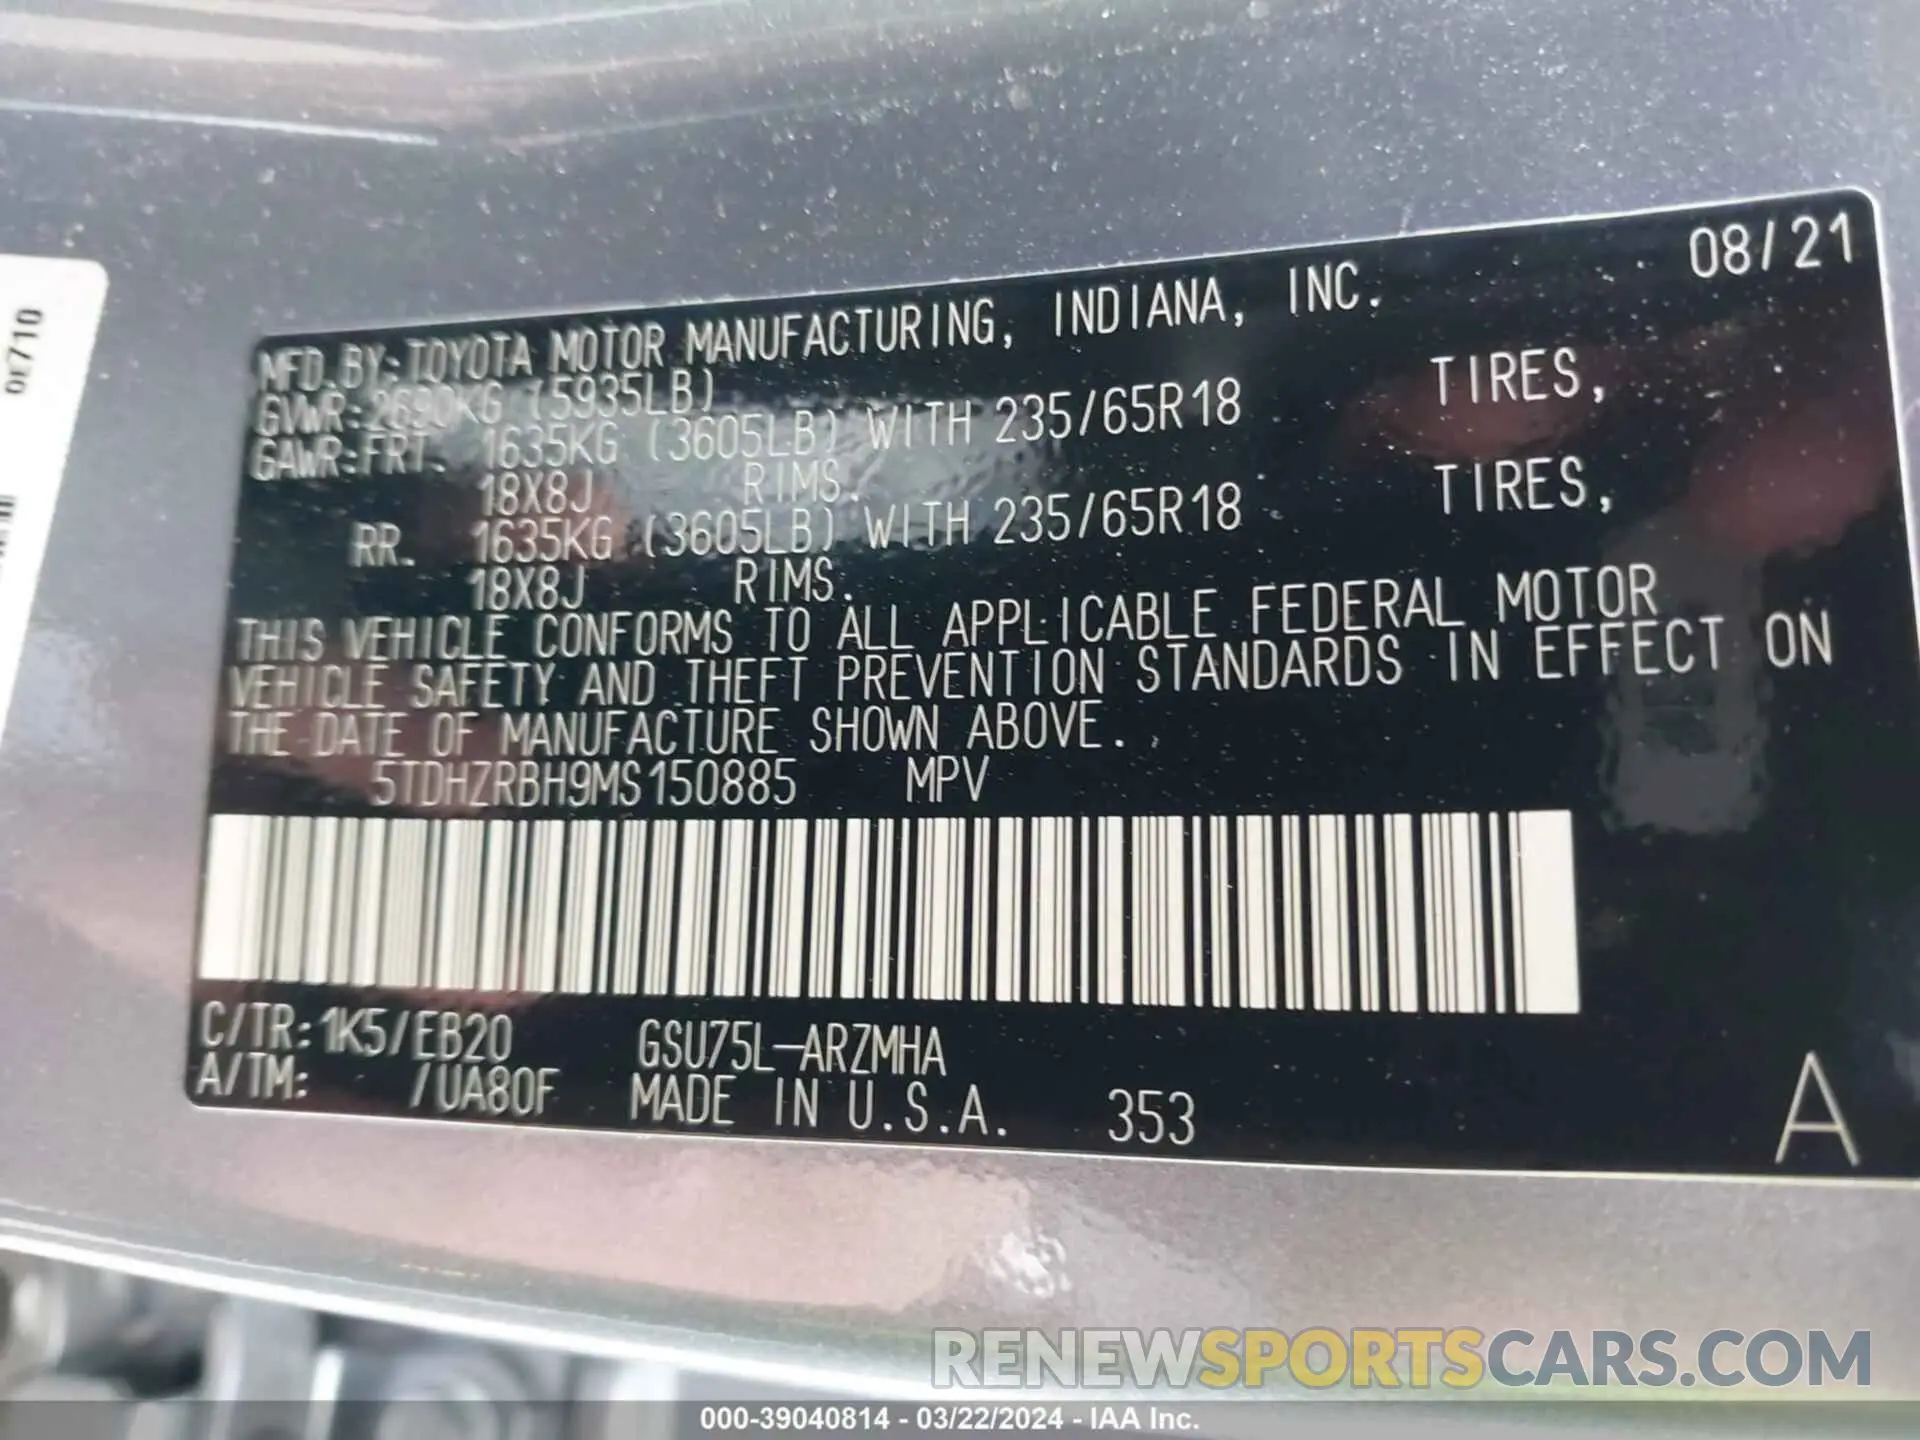 08/21
MFD.BY:TOYOTA MOTOR MANUFACTURING, INDIANA, INC.
GVWR:2690KG (5935LB)
GAWR:FRT. 1635KG (3605LB) WITH 235/65R18 TIRES,
18X8J RIMS.
RR. 1635KG (3605LB) WITH 235/65R18 TIRES,
18X8J RIMS.
THIS VEHICLE CONFORMS TO ALL APPLICABLE FEDERAL MOTOR
VEHICLE SAFETY AND THEFT PREVENTION STANDARDS IN EFFECT ON
THE DATE OF MANUFACTURE SHOWN ABOVE.
5TDHZRBH9MS150885 MPV
C/TR:1K5/EB20 GSU75L-ARZMHA
A/TM: /UA80F MADE IN U.S.A. 353
A
0E710
RENEWSPORTSCARS.COM
000-39040814 - 03/22/2024 - IAA Inc.